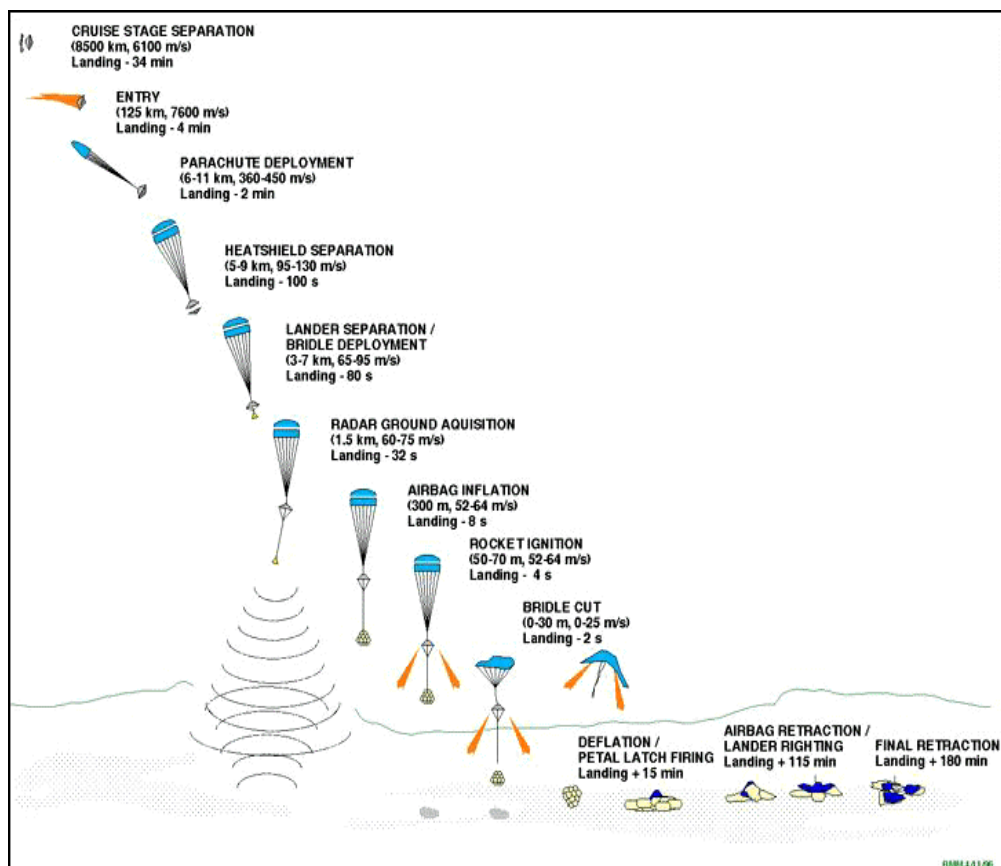 CRUISE STAGE SEPARATION
(8500 km, 6100 m/s)
Landing - 34 min
ENTRY
(125 km, 7600 m/s)
Landing - 4 min
PARACHUTE DEPLOYMENT
(6-11 km, 360-450 m/s)
Landing - 2 min
HEATSHIELD SEPARATION
(5-9 km, 95-130 m/s)
Landing - 100 s
LANDER SEPARATION /
BRIDLE DEPLOYMENT
(3-7 km, 65-95 m/s)
Landing - 80 s
RADAR GROUND AQUISITION
(1.5 km, 60-75 m/s)
Landing - 32 s
AIRBAG INFLATION
(300 m, 52-64 m/s)
Landing - 8 s
ROCKET IGNITION
(50-70 m, 52-64 m/s)
Landing - 4 s
BRIDLE CUT
(0-30 m, 0-25 m/s)
Landing - 2 s
DEFLATION /
PETAL LATCH FIRING
Landing + 15 min
AIRBAG RETRACTION /
LANDER RIGHTING
Landing + 115 min
FINAL RETRACTION
Landing + 180 min